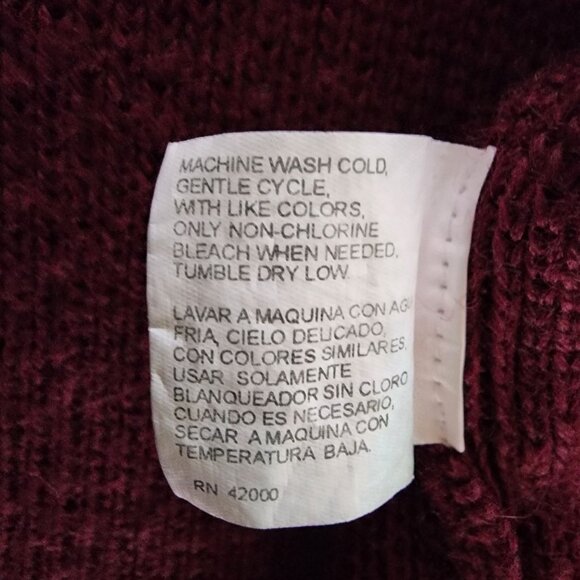 MACHINE WASH COLD,
GENTLE CYCLE,
WITH LIKE COLORS,
ONLY NON-CHLORINE
BLEACH WHEN NEEDED.
TUMBLE DRY LOW
LAVAR A MAQUINA CON AGU
FRIA, CIELO DELICADO,
CON COLORES SIMILARES.
USAR SOLAMENTE
BLANQUEADOR SIN CLORO
CUANDO ES NECESARIO,
SECAR A MAQUINA CON
TEMPERATURA BAJA.
RN 42000